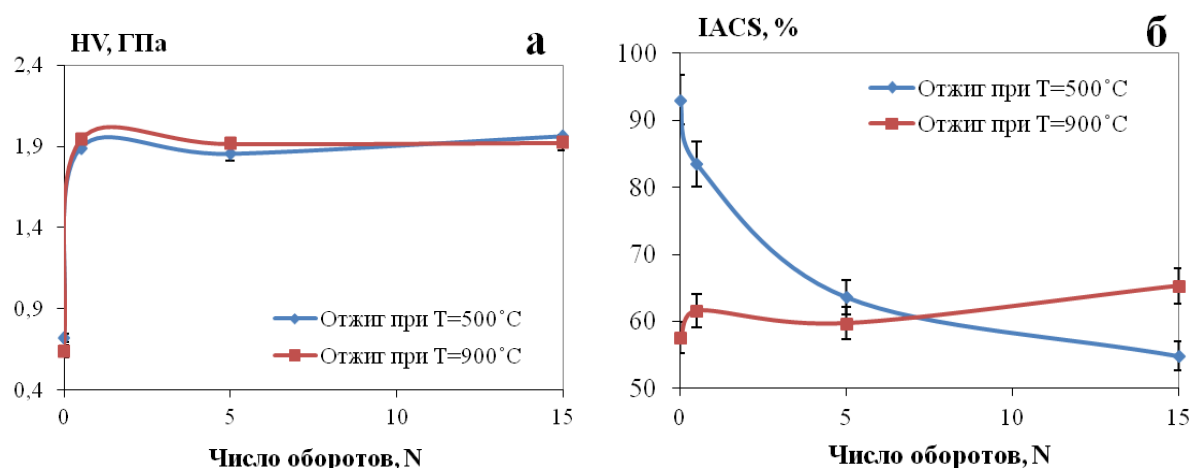 HV, ГПа
а
2,4
1,9
1,4
0,9
0,4
Отжиг при T=500˚C
Отжиг при T=900˚C
0 5 10 15
Число оборотов, N
IACS, %
б
100
90
80
70
60
50
Отжиг при T=500˚C
Отжиг при T=900˚C
0 5 10 15
Число оборотов, N